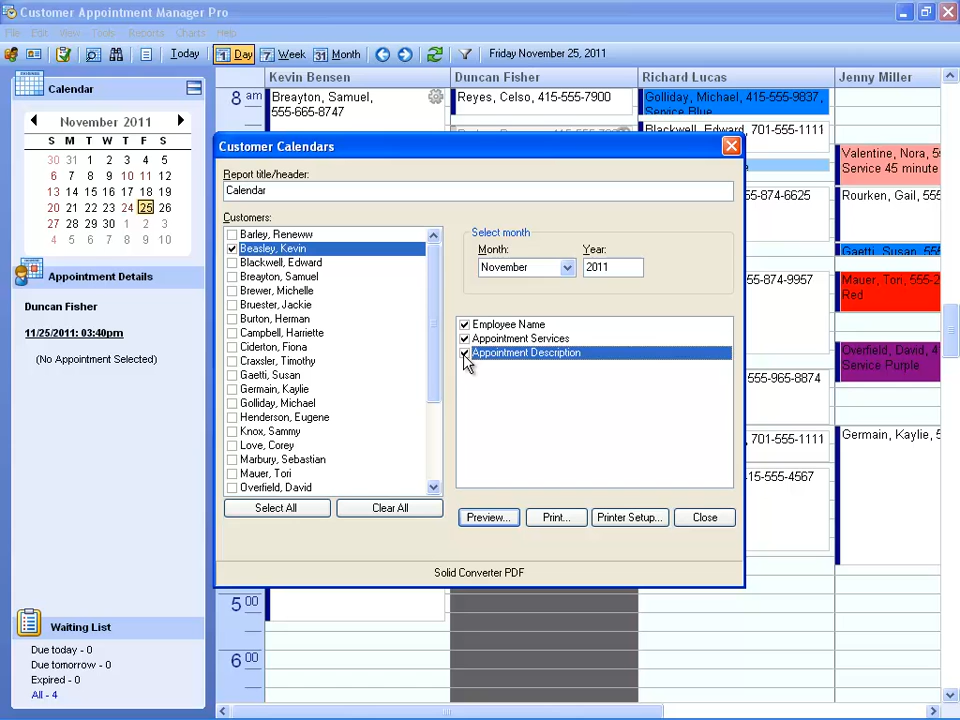 Customer Appointment Manager Pro
File Edit View Tools Reports Charts Help
Today 1 Day 7 Week 31 Month Friday November 25, 2011
Calendar
November 2011
S M T W T F S
30 31 1 2 3 4 5
6 7 8 9 10 11 12
13 14 15 16 17 18 19
20 21 22 23 24 25 26
27 28 29 30 1 2 3
4 5 6 7 8 9 10
Appointment Details
Duncan Fisher
11/25/2011: 03:40pm
(No Appointment Selected)
Waiting List
Due today - 0
Due tomorrow - 0
Expired - 0
All - 4
Kevin Bensen Duncan Fisher Richard Lucas Jenny Miller
8 am
Breayton, Samuel,
555-665-8747
Reyes, Celso, 415-555-7900
Golliday, Michael, 415-555-9837,
Service Blue
Blackwell, Edward, 701-555-1111
Valentine, Nora, 5
Service 45 minute
555-874-6625
Rourken, Gail, 555
Gaetti, Susan, 55
555-874-9957
Mauer, Tori, 555-2
Red
Overfield, David, 4
Service Purple
555-965-8874
, 701-555-1111
Germain, Kaylie, 5
415-555-4567
5 00
6 00
Customer Calendars
Report title/header:
Calendar
Customers:
Barley, Reneww
Beasley, Kevin
Blackwell, Edward
Breayton, Samuel
Brewer, Michelle
Bruester, Jackie
Burton, Herman
Campbell, Harriette
Ciderton, Fiona
Craxsler, Timothy
Gaetti, Susan
Germain, Kaylie
Golliday, Michael
Henderson, Eugene
Knox, Sammy
Love, Corey
Marbury, Sebastian
Mauer, Tori
Overfield, David
Select All Clear All
Select month
Month: Year:
November 2011
Employee Name
Appointment Services
Appointment Description
Preview... Print... Printer Setup... Close
Solid Converter PDF